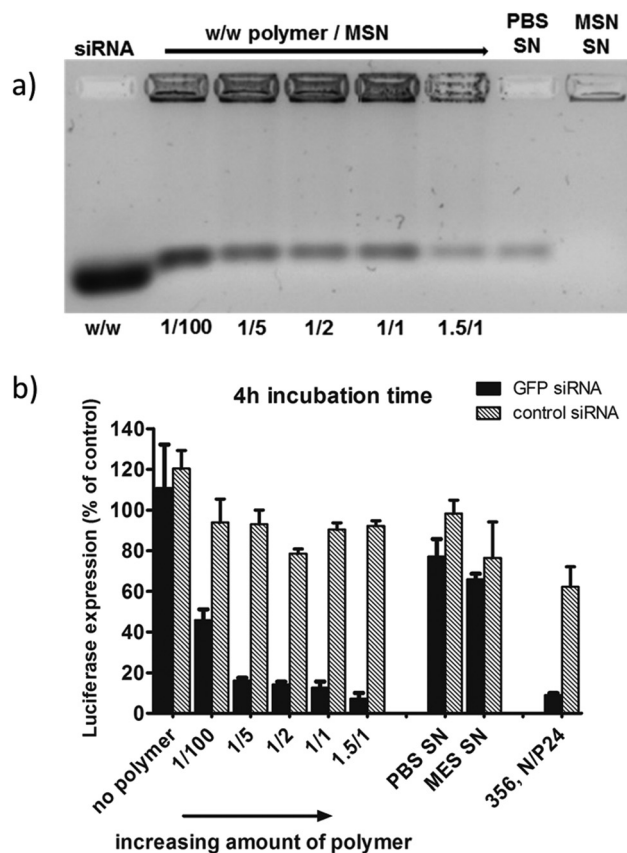 a)
siRNA
w/w polymer / MSN
PBS SN
MSN SN
w/w 1/100 1/5 1/2 1/1 1.5/1
b)
4h incubation time
GFP siRNA
control siRNA
Luciferase expression (% of control)
140
120
100
80
60
40
20
0
no polymer 1/100 1/5 1/2 1/1 1.5/1 PBS SN MES SN 356, N/P24
increasing amount of polymer